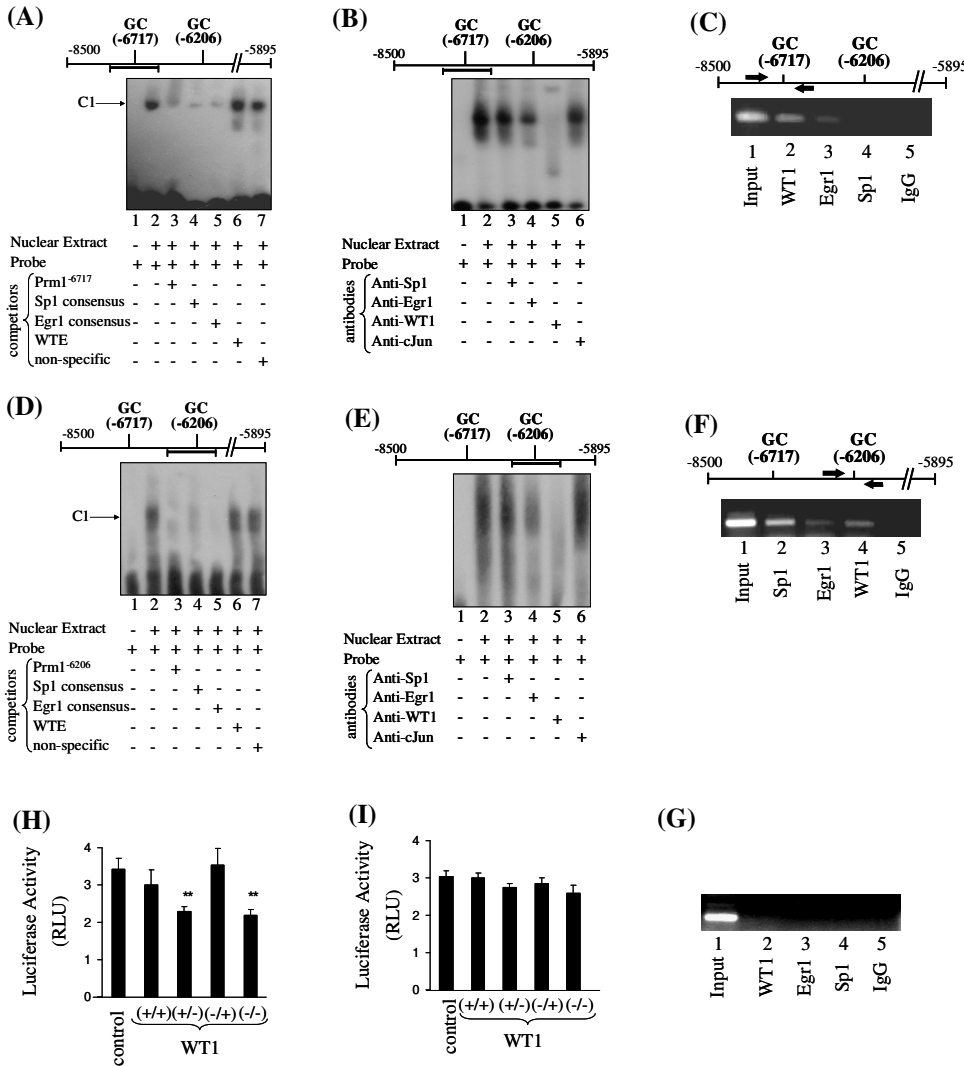 (A)
GC
(-6717)
GC
(-6206)
-8500
-5895
C1
1 2 3 4 5 6 7
Nuclear Extract - + + + + + +
Probe + + + + + + +
competitors
Prm1-6717 - - + - - - -
Sp1 consensus - - - + - - -
Egr1 consensus - - - - + - -
WTE - - - - - + -
non-specific - - - - - - +
(B)
GC
(-6717)
GC
(-6206)
-8500
-5895
1 2 3 4 5 6
Nuclear Extract - + + + + +
Probe + + + + + +
antibodies
Anti-Sp1 - - + - - -
Anti-Egr1 - - - + - -
Anti-WT1 - - - - + -
Anti-cJun - - - - - +
(C)
GC
(-6717)
GC
(-6206)
-8500
-5895
1 2 3 4 5
Input WT1 Egr1 Sp1 IgG
(D)
GC
(-6717)
GC
(-6206)
-8500
-5895
C1
1 2 3 4 5 6 7
Nuclear Extract - + + + + + +
Probe + + + + + + +
competitors
Prm1-6206 - - + - - - -
Sp1 consensus - - - + - - -
Egr1 consensus - - - - + - -
WTE - - - - - + -
non-specific - - - - - - +
(E)
GC
(-6717)
GC
(-6206)
-8500
-5895
1 2 3 4 5 6
Nuclear Extract - + + + + +
Probe + + + + + +
antibodies
Anti-Sp1 - - + - - -
Anti-Egr1 - - - + - -
Anti-WT1 - - - - + -
Anti-cJun - - - - - +
(F)
GC
(-6717)
GC
(-6206)
-8500
-5895
1 2 3 4 5
Input Sp1 Egr1 WT1 IgG
(H)
Luciferase Activity
(RLU)
4
3
2
1
0
** **
control (+/+) (+/-) (-/+) (-/-)
WT1
(I)
Luciferase Activity
(RLU)
4
3
2
1
0
control (+/+) (+/-) (-/+) (-/-)
WT1
(G)
1 2 3 4 5
Input WT1 Egr1 Sp1 IgG